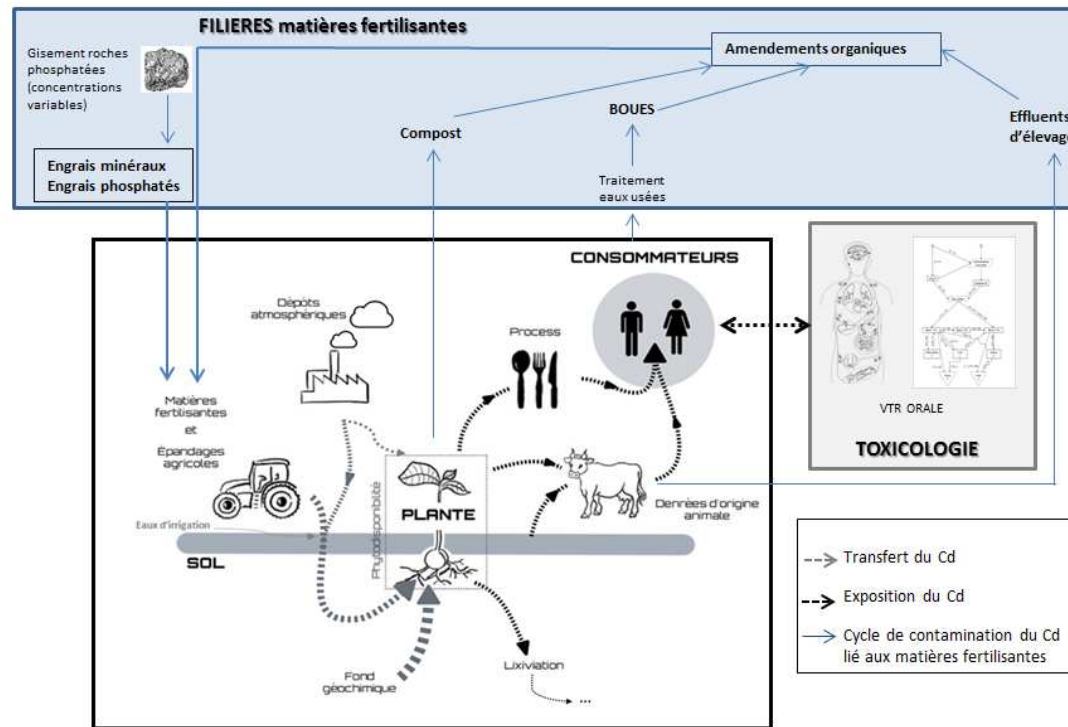 FILIERES matières fertilisantes
Gisement roches
phosphatées
(concentrations
variables)
Amendements organiques
BOUES
Compost
Effluents
d'élevage
Engrais minéraux
Engrais phosphatés
Traitement
eaux usées
CONSOMMATEURS
Dépôts
atmosphériques
Process
VTR ORALE
TOXICOLOGIE
Matières
fertilisantes
et
Épandages
agricoles
Phytodisponibilité
PLANTE
Denrées d'origine
animale
Eaux d'irrigation
SOL
Lixiviation
...
Fond
géochimique
Transfert du Cd
Exposition du Cd
Cycle de contamination du Cd
lié aux matières fertilisantes